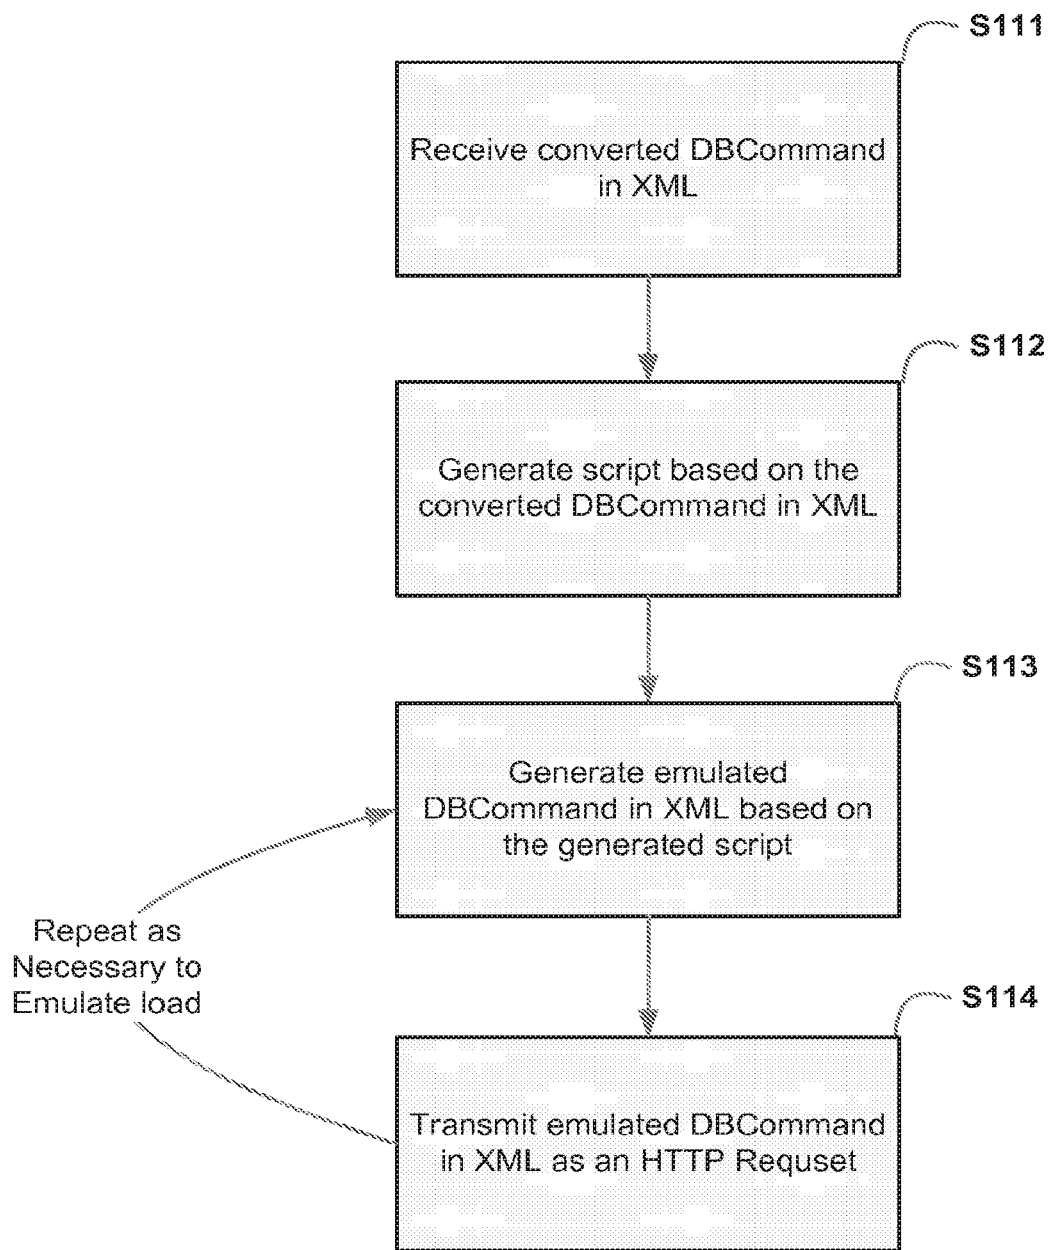 S111
Receive converted DBCommand
in XML
S112
Generate script based on the
converted DBCommand in XML
S113
Generate emulated
DBCommand in XML based on
the generated script
Repeat as
Necessary to
Emulate load
S114
Transmit emulated DBCommand
in XML as an HTTP Requset